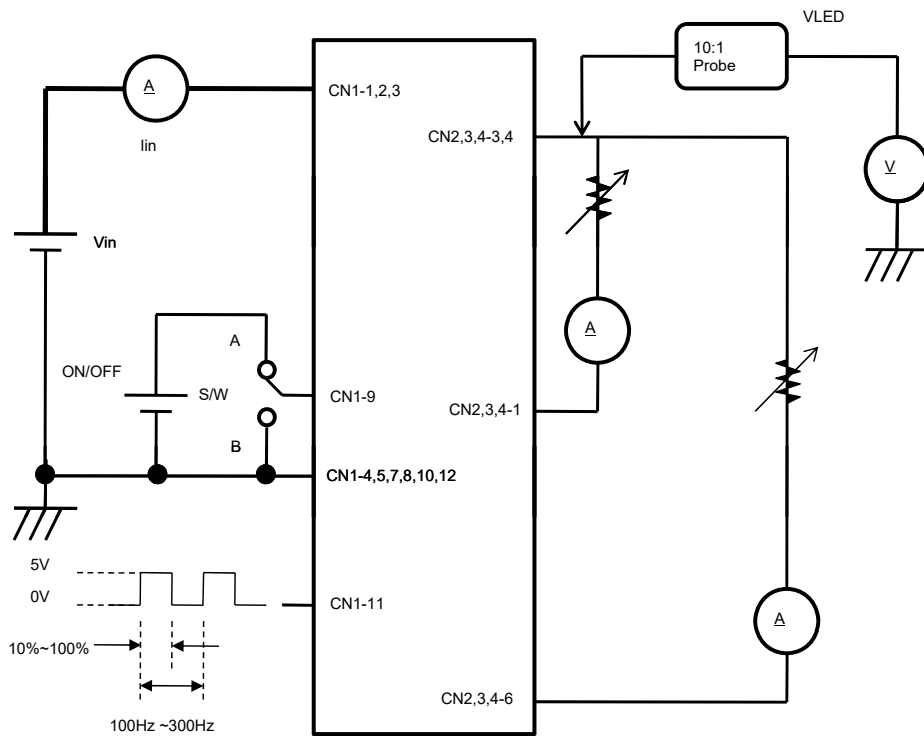 VLED
10:1
Probe
A
Iin
CN1-1,2,3
CN2,3,4-3,4
V
Vin
A
A
ON/OFF
S/W
CN1-9
CN2,3,4-1
B
CN1-4,5,7,8,10,12
5V
0V
CN1-11
A
10%~100%
CN2,3,4-6
100Hz ~300Hz